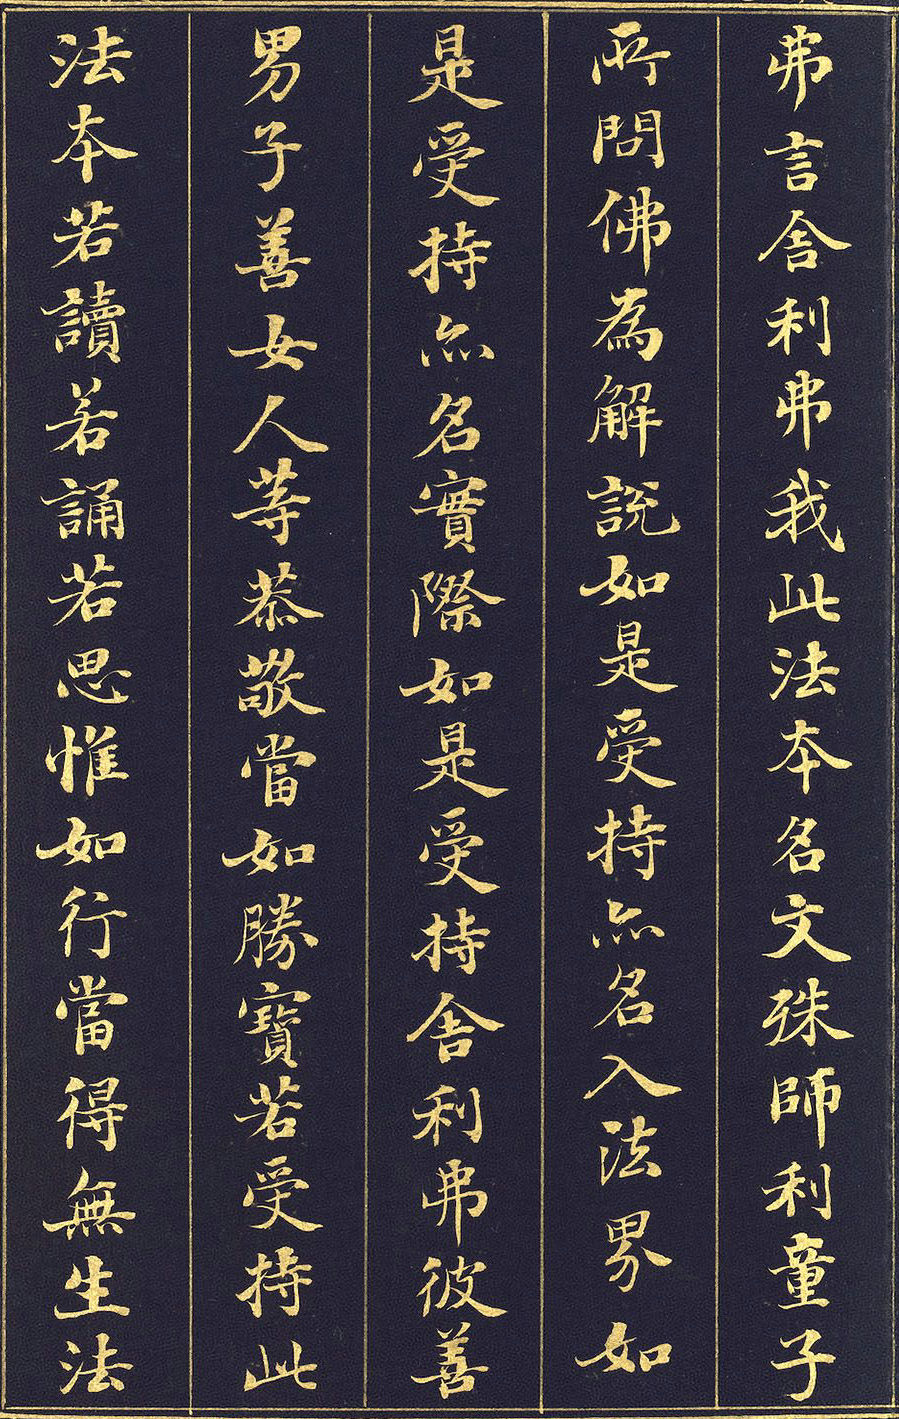 弗言舎利弗我此法本名文殊師利童子
所問佛為解說如是受持亦名入法界如
是受持亦名實際如是受持舎利弗彼善
男子善女人等恭敬當如勝寶若受持此
法本若讀若誦若思惟如行當得無生法